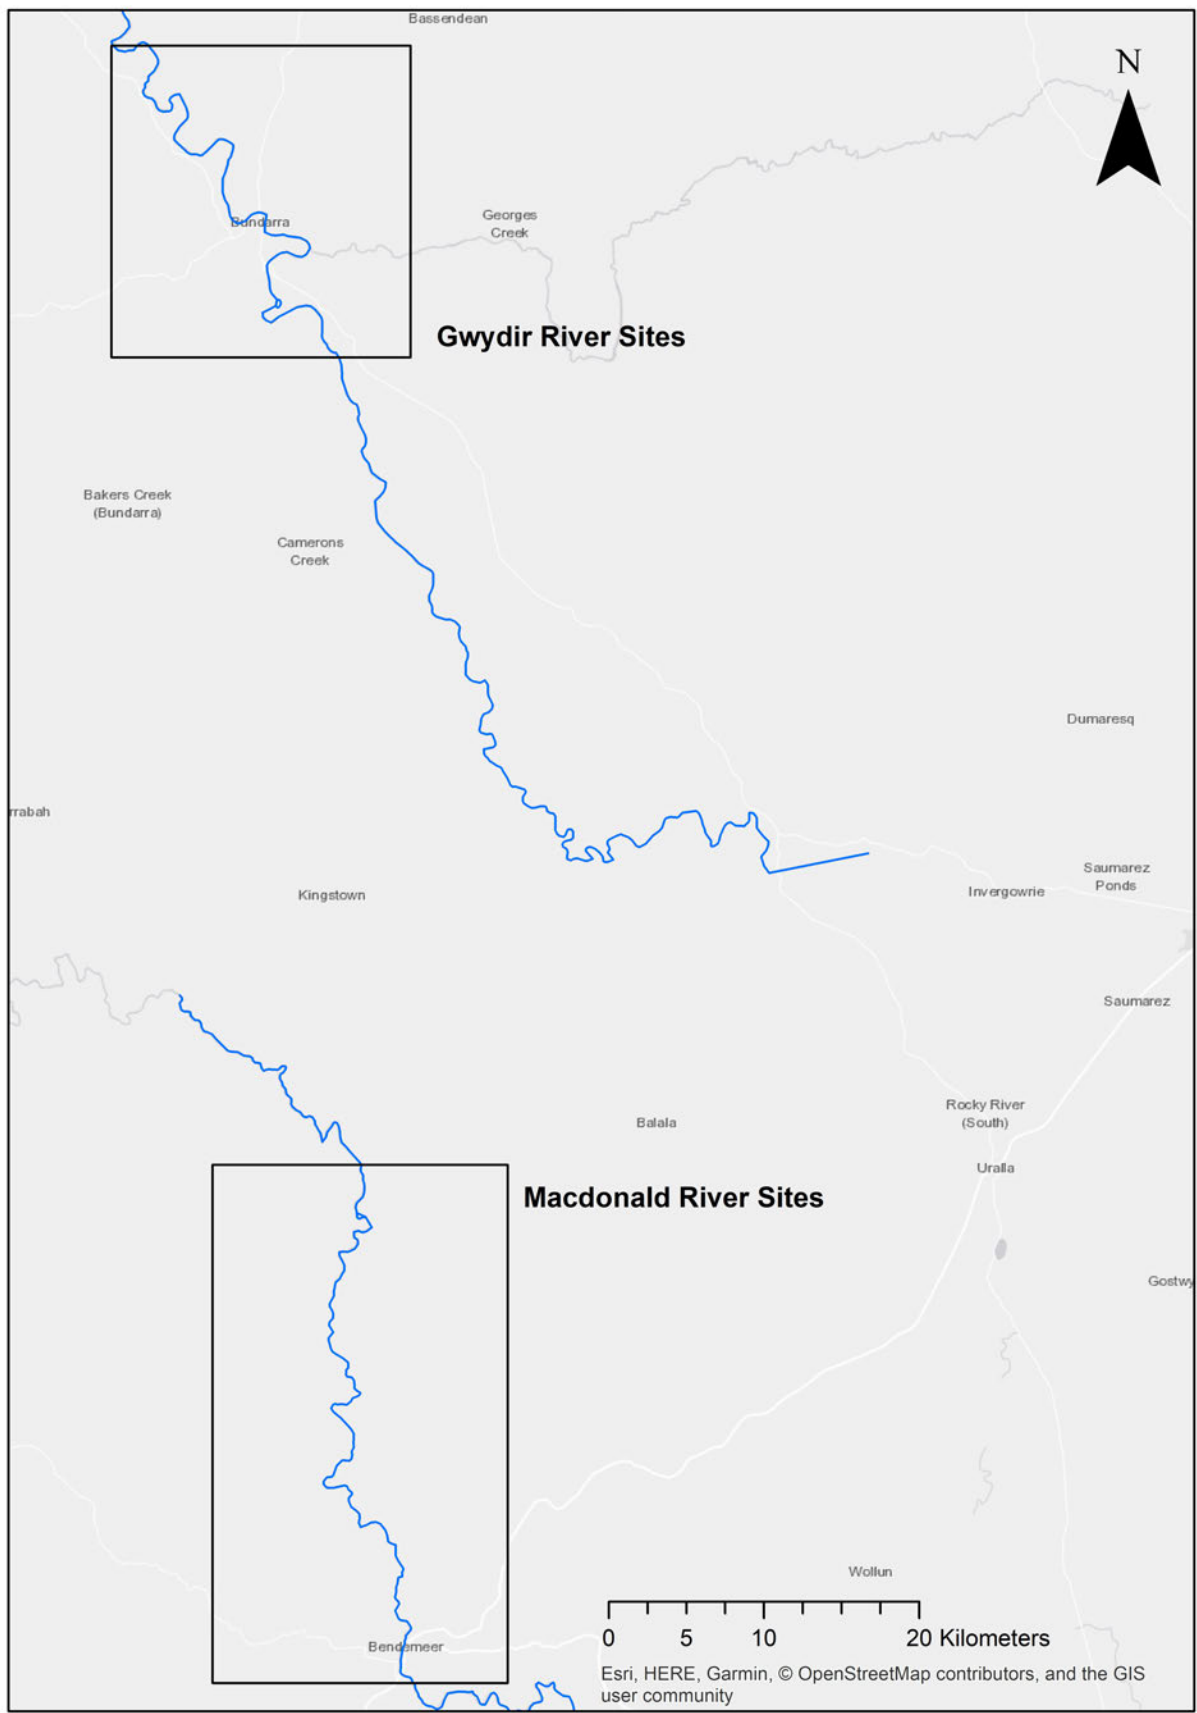 Bassendean
N
Georges
Creek
Bundarra
Gwydir River Sites
Bakers Creek
(Bundarra)
Camerons
Creek
Dumaresq
rrabah
Saumarez
Ponds
Kingstown
Invergowrie
Saumarez
Rocky River
(South)
Balala
Uralla
Macdonald River Sites
Gostwy
Wollun
Bendemeer
0 5 10 20 Kilometers
Esri, HERE, Garmin, © OpenStreetMap contributors, and the GIS
user community